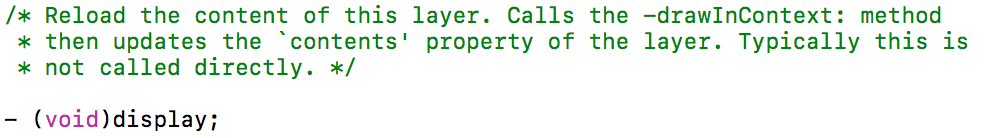 /* Reload the content of this layer. Calls the -drawInContext: method
 * then updates the `contents' property of the layer. Typically this is
 * not called directly. */
- (void)display;